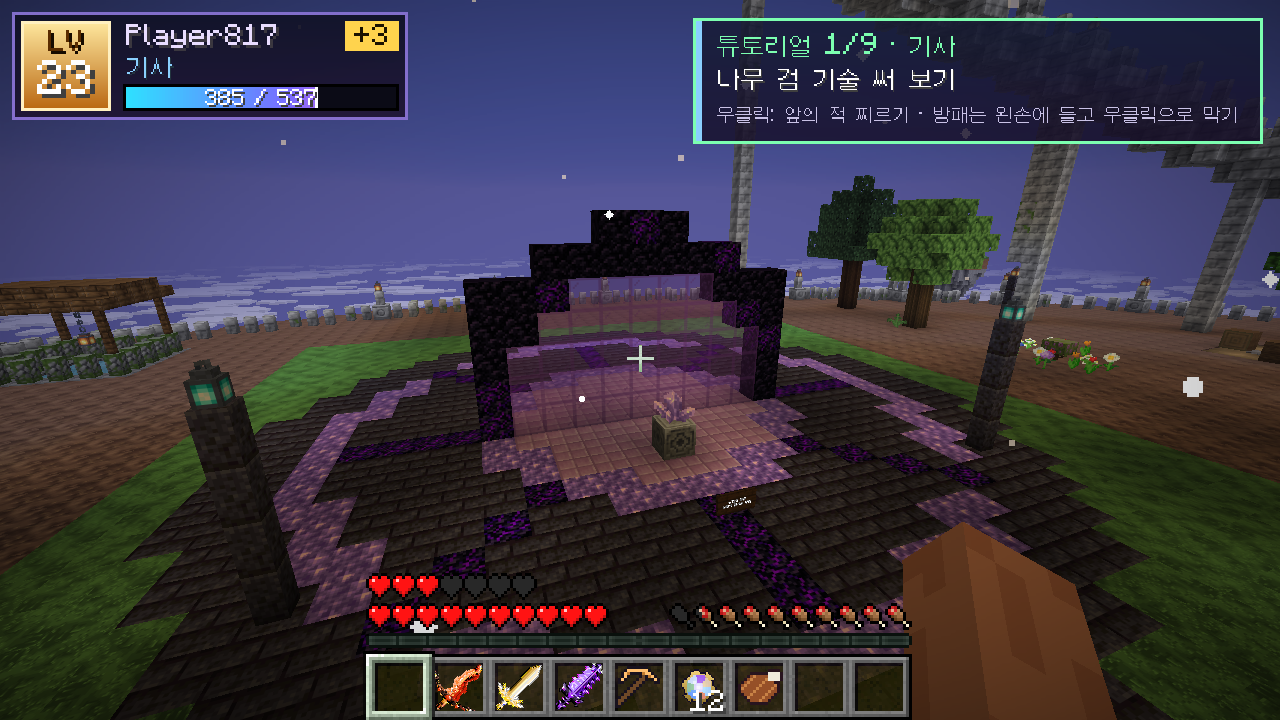 LV
23
Player817
+3
기사
385 / 537
튜토리얼 1/9 · 기사
나무 검 기술 써 보기
우클릭: 앞의 적 찌르기 · 방패는 왼손에 들고 우클릭으로 막기
12